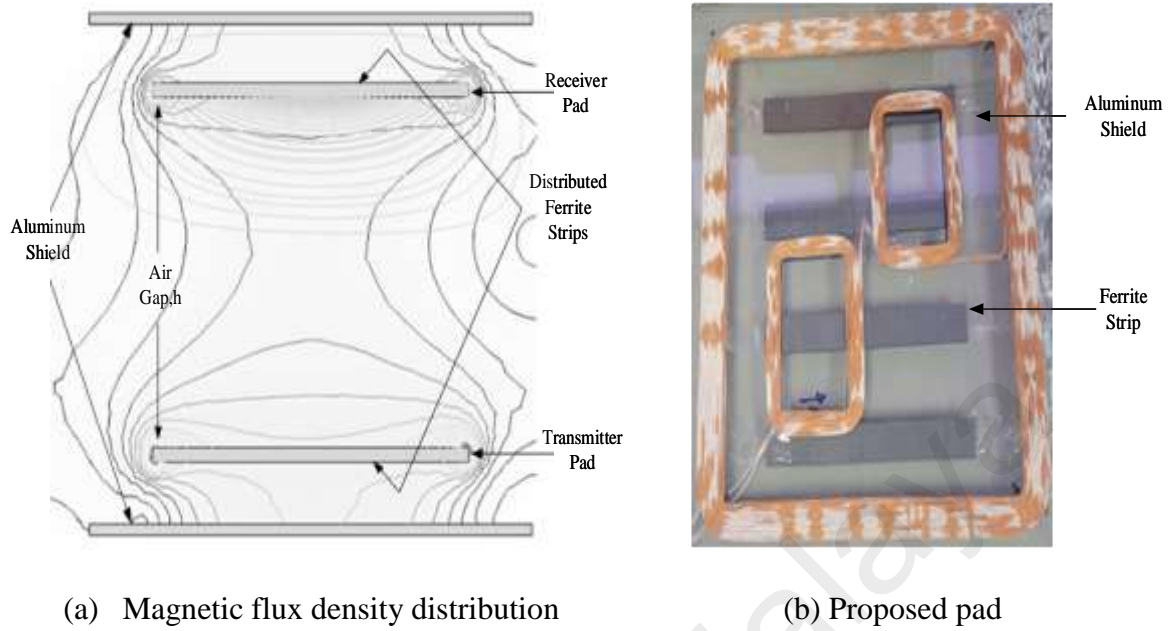 Receiver
Pad
Distributed
Ferrite
Strips
Aluminum
Shield
Air
Gap,h
Transmitter
Pad
Aluminum
Shield
Ferrite
Strip
(a) Magnetic flux density distribution
(b) Proposed pad